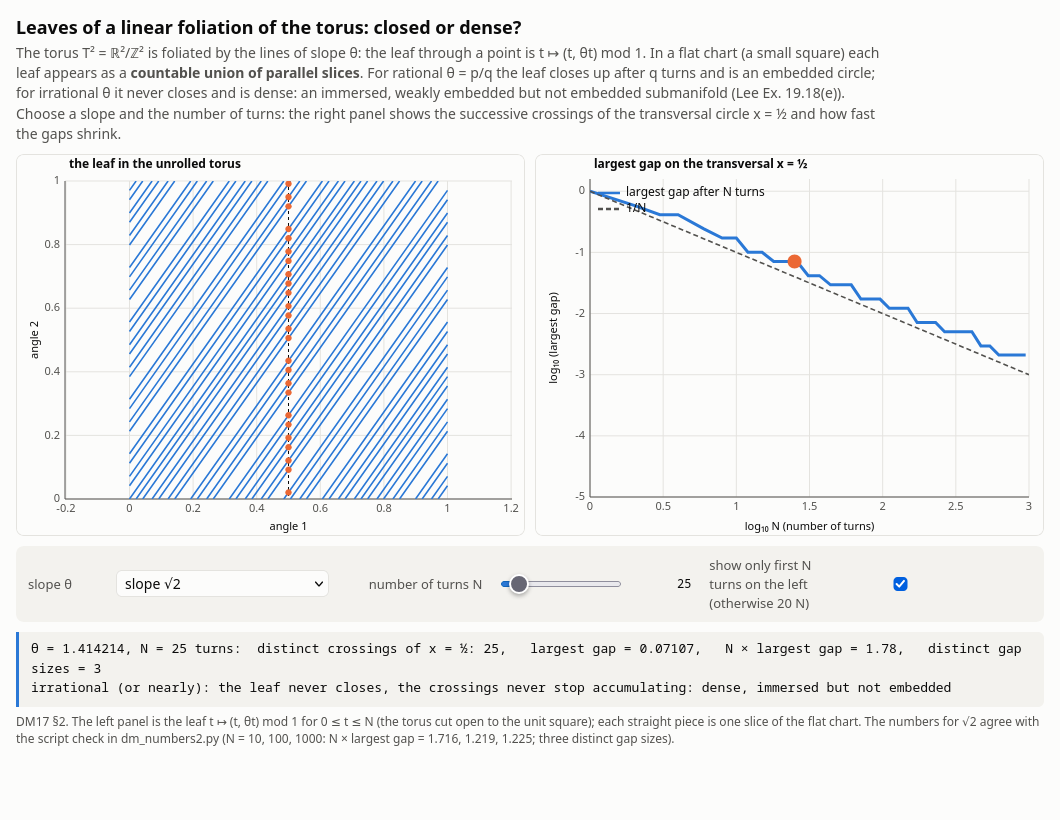 Leaves of a linear foliation of the torus: closed or dense?
The torus T² = ℝ²/ℤ² is foliated by the lines of slope θ: the leaf through a point is t ↦ (t, θt) mod 1. In a flat chart (a small square) each
leaf appears as a countable union of parallel slices. For rational θ = p/q the leaf closes up after q turns and is an embedded circle;
for irrational θ it never closes and is dense: an immersed, weakly embedded but not embedded submanifold (Lee Ex. 19.18(e)).
Choose a slope and the number of turns: the right panel shows the successive crossings of the transversal circle x = ½ and how fast
the gaps shrink.
the leaf in the unrolled torus
1
0.8
0.6
0.4
0.2
0
angle 2
-0.2 0 0.2 0.4 0.6 0.8 1 1.2
angle 1
largest gap on the transversal x = ½
largest gap after N turns
1/N
0
-1
-2
-3
-4
-5
log₁₀ (largest gap)
0 0.5 1 1.5 2 2.5 3
log₁₀ N (number of turns)
slope θ
slope √2
number of turns N
25
show only first N
turns on the left
(otherwise 20 N)
θ = 1.414214, N = 25 turns: distinct crossings of x = ½: 25, largest gap = 0.07107, N × largest gap = 1.78, distinct gap
sizes = 3
irrational (or nearly): the leaf never closes, the crossings never stop accumulating: dense, immersed but not embedded
DM17 §2. The left panel is the leaf t ↦ (t, θt) mod 1 for 0 ≤ t ≤ N (the torus cut open to the unit square); each straight piece is one slice of the flat chart. The numbers for √2 agree with
the script check in dm_numbers2.py (N = 10, 100, 1000: N × largest gap = 1.716, 1.219, 1.225; three distinct gap sizes).